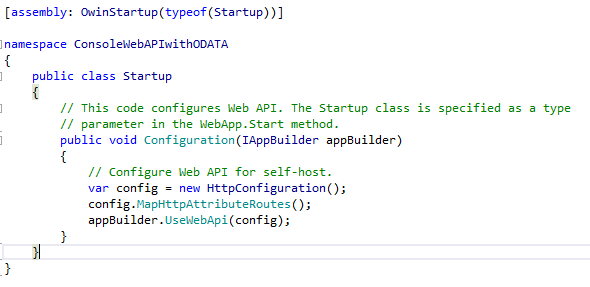 [assembly: OwinStartup(typeof(Startup))]
namespace ConsoleWebAPIwithODATA
{
public class Startup
{
// This code configures Web API. The Startup class is specified as a type
// parameter in the WebApp.Start method.
public void Configuration(IAppBuilder appBuilder)
{
// Configure Web API for self-host.
var config = new HttpConfiguration();
config.MapHttpAttributeRoutes();
appBuilder.UseWebApi(config);
}
}
}